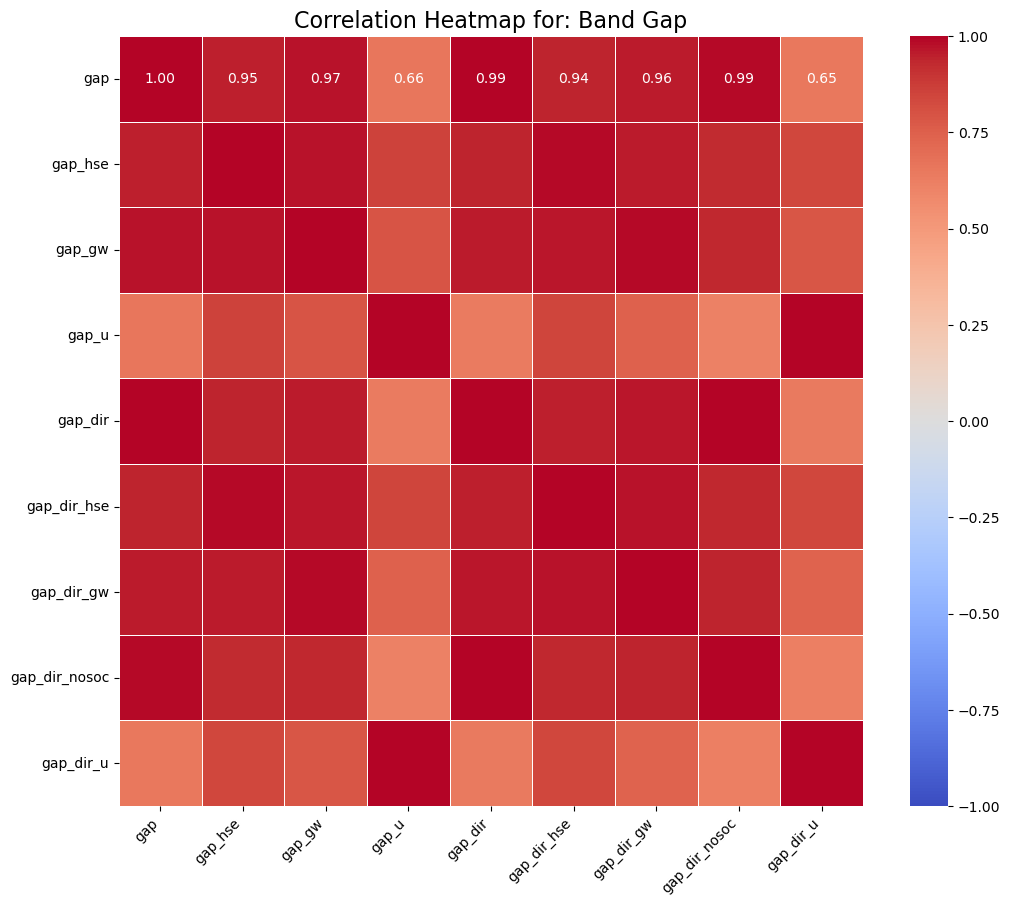 Correlation Heatmap for: Band Gap
gap 1.00 0.95 0.97 0.66 0.99 0.94 0.96 0.99 0.65
gap_hse
gap_gw
gap_u
gap_dir
gap_dir_hse
gap_dir_gw
gap_dir_nosoc
gap_dir_u
gap gap_hse gap_gw gap_u gap_dir gap_dir_hse gap_dir_gw gap_dir_nosoc gap_dir_u
1.00
0.75
0.50
0.25
0.00
−0.25
−0.50
−0.75
−1.00